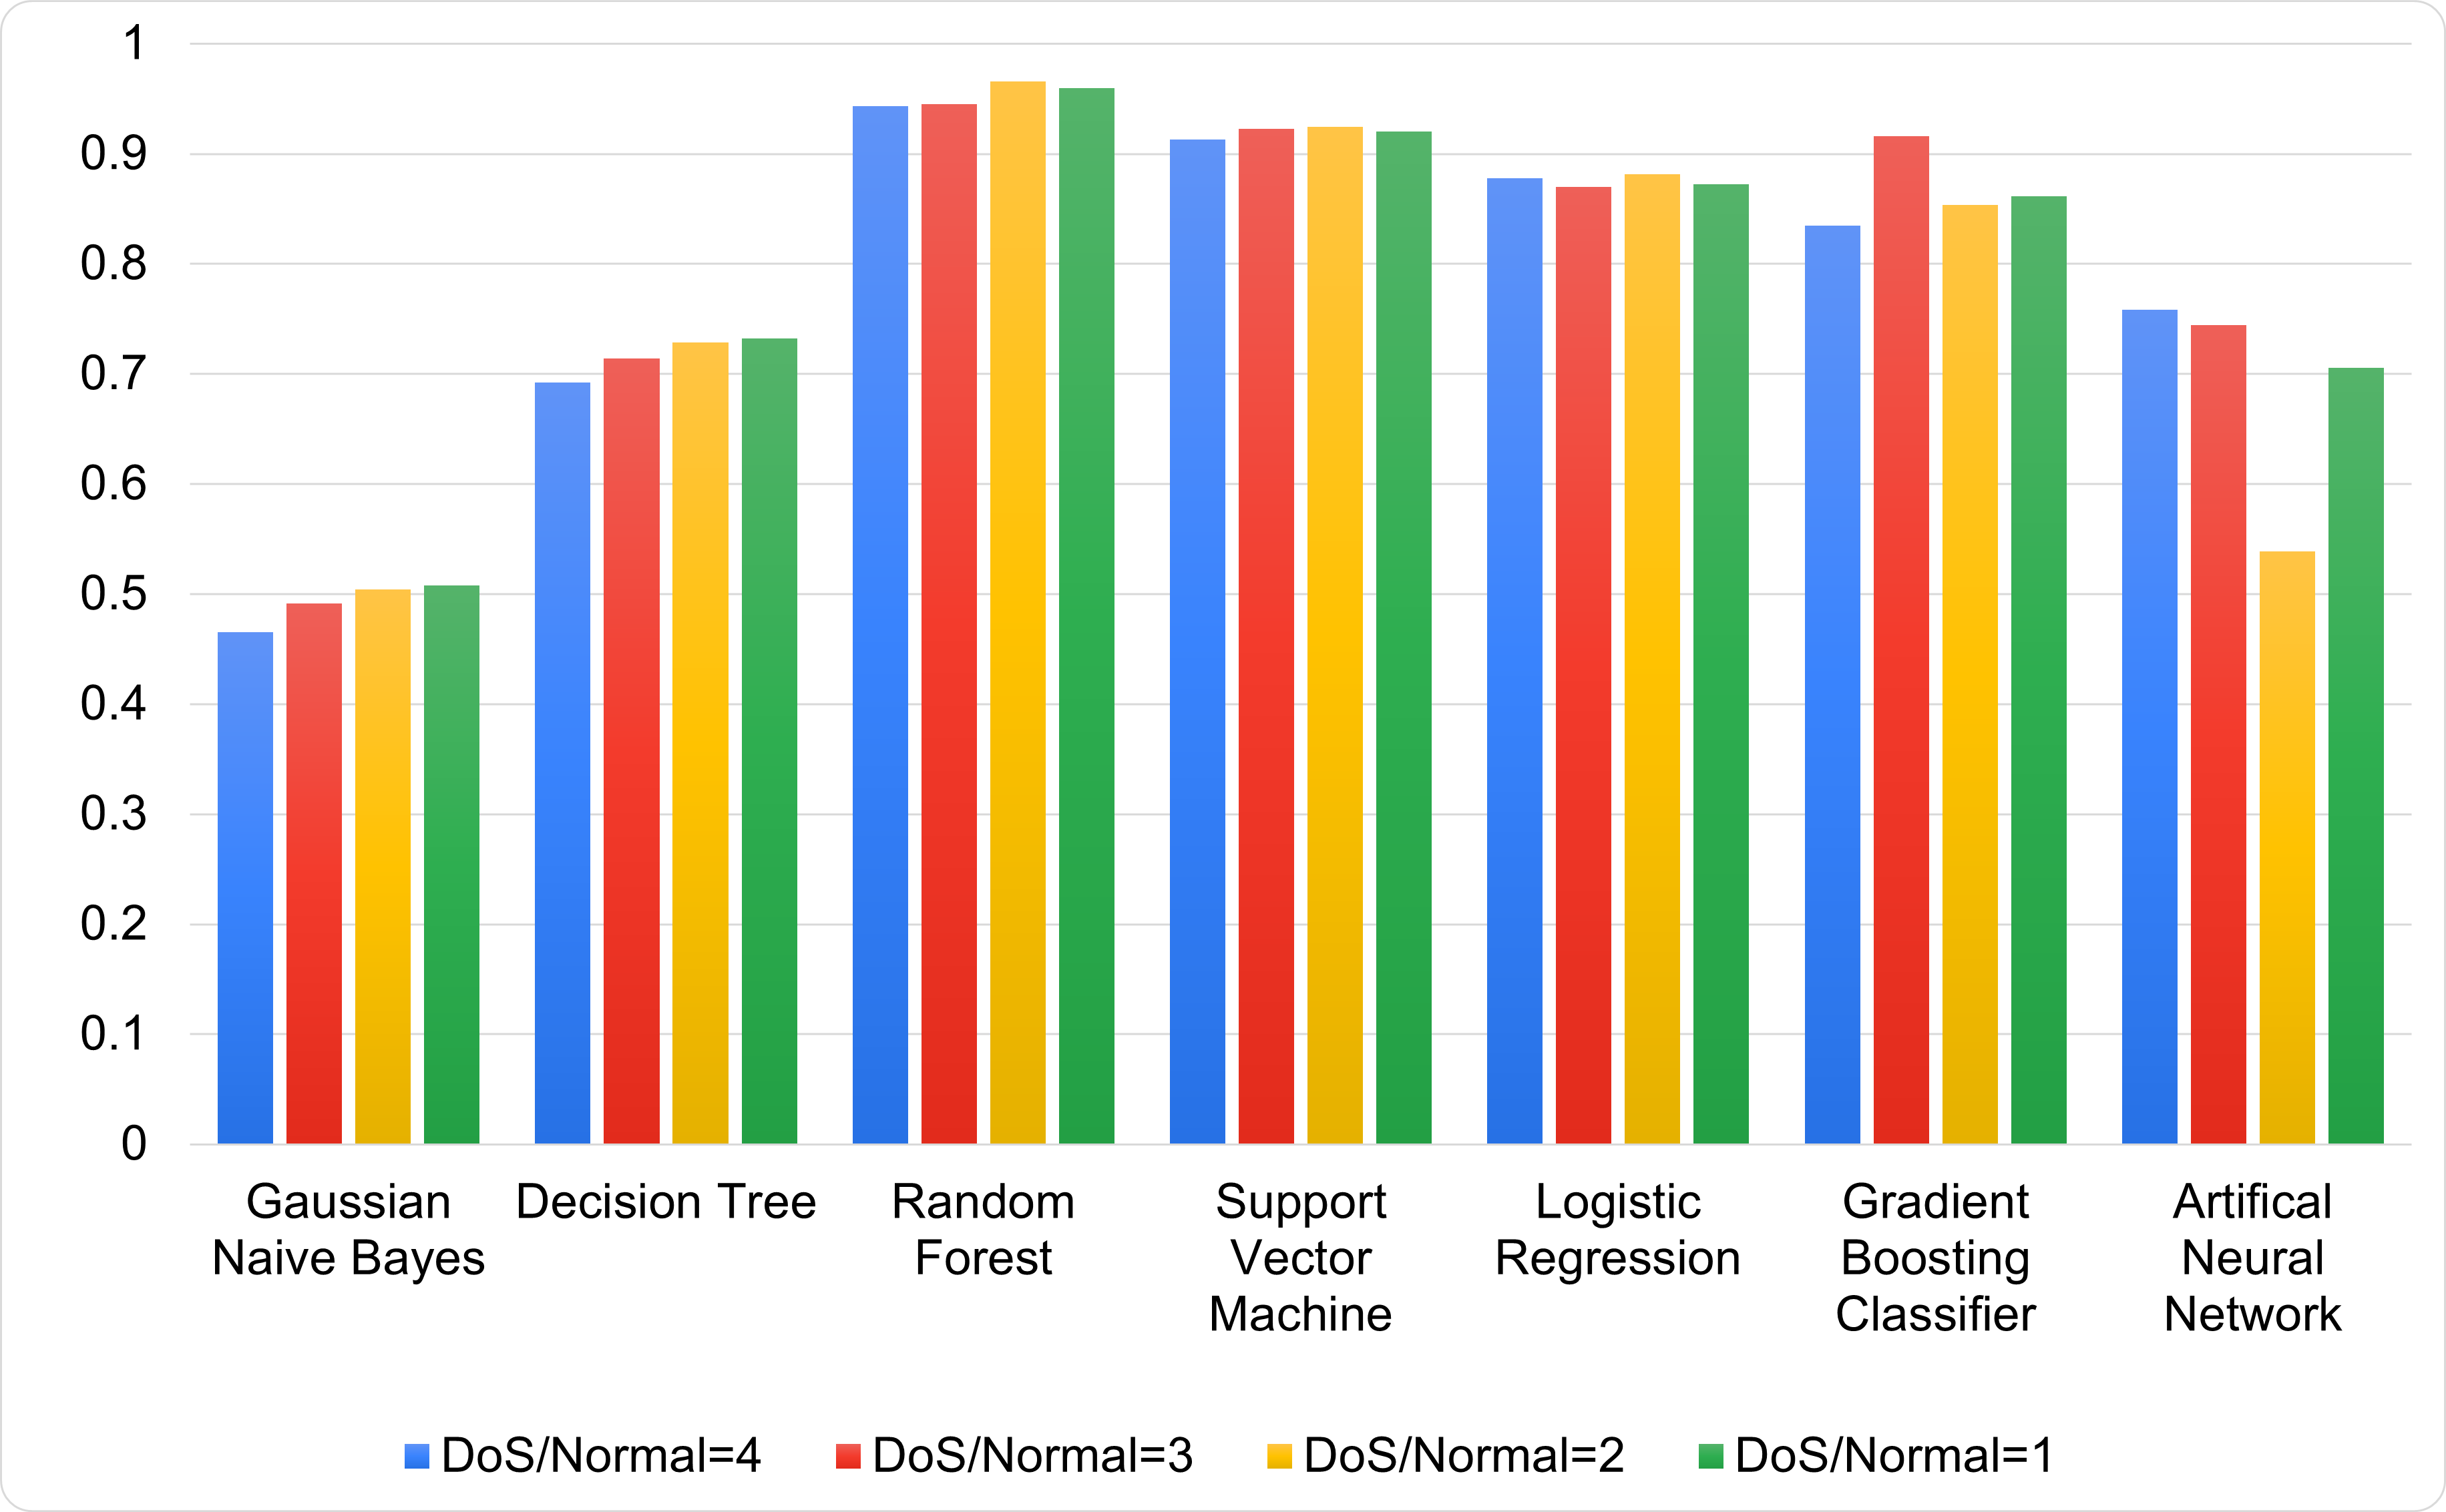 1
0.9
0.8
0.7
0.6
0.5
0.4
0.3
0.2
0.1
0
Gaussian
Naive Bayes
Decision Tree
Random
Forest
Support
Vector
Machine
Logistic
Regression
Gradient
Boosting
Classifier
Artifical
Neural
Network
DoS/Normal=4
DoS/Normal=3
DoS/Normal=2
DoS/Normal=1